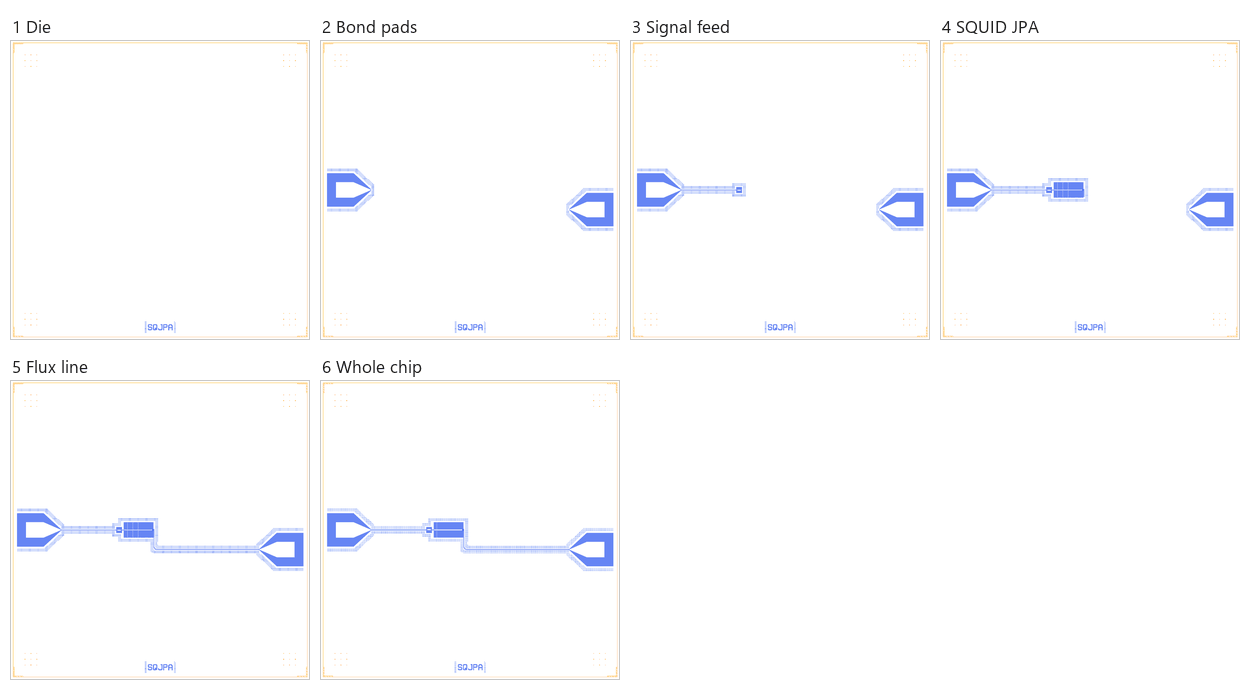 1 Die
2 Bond pads
3 Signal feed
4 SQUID JPA
SQJPA
SQJPA
SQJPA
SQJPA
5 Flux line
6 Whole chip
SQJPA
SQJPA